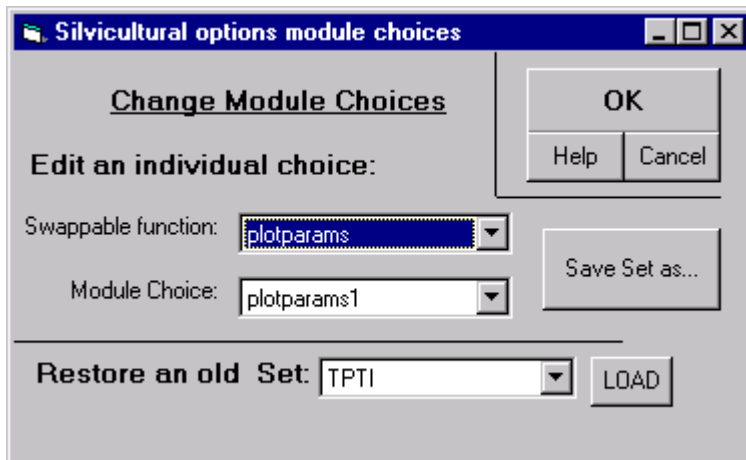 Silvicultural options module choices
Change Module Choices
OK
Help
Cancel
Edit an individual choice:
Swappable function:
plotparams
Module Choice:
plotparams1
Save Set as...
Restore an old Set:
TPTI
LOAD